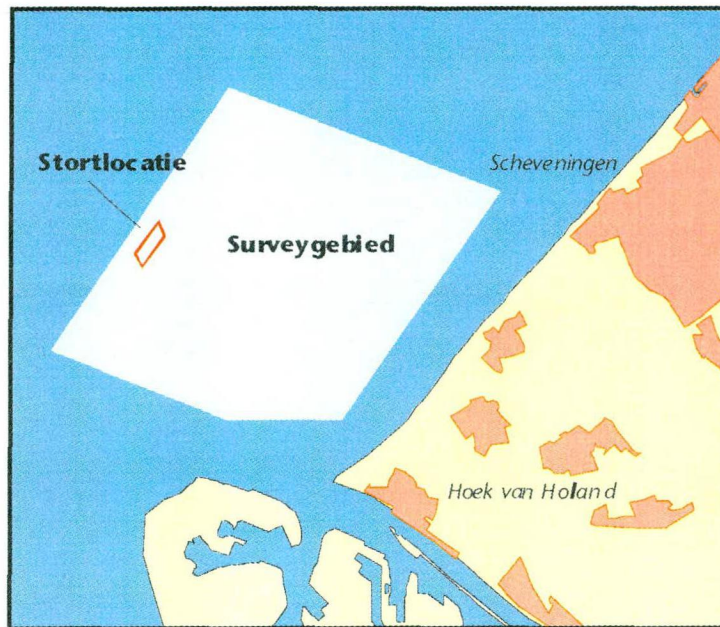 Scheveningen
Stortlocatie
Surveygebied
Hoek van Holand